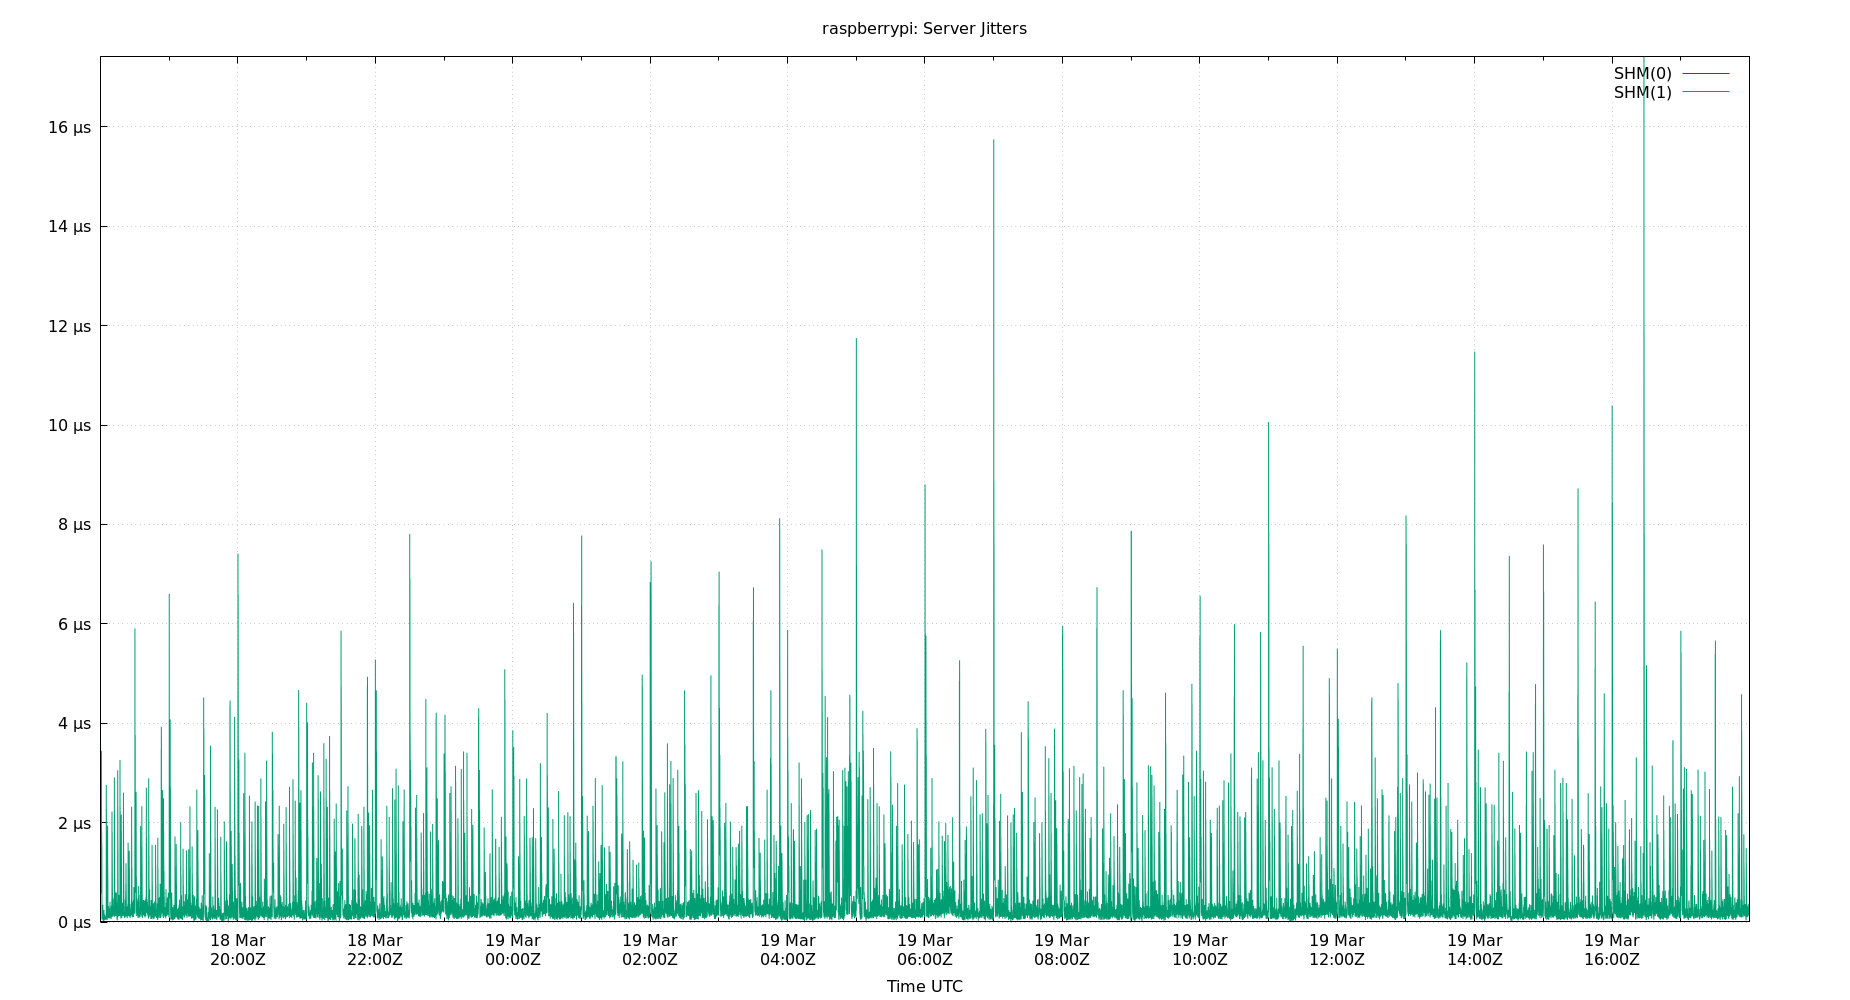 raspberrypi: Server Jitters
SHM(0)
SHM(1)
16 µs
14 µs
12 µs
10 µs
8 µs
6 µs
4 µs
2 µs
0 µs
18 Mar 18 Mar 19 Mar 19 Mar 19 Mar 19 Mar 19 Mar 19 Mar 19 Mar 19 Mar 19 Mar
20:00Z 22:00Z 00:00Z 02:00Z 04:00Z 06:00Z 08:00Z 10:00Z 12:00Z 14:00Z 16:00Z
Time UTC